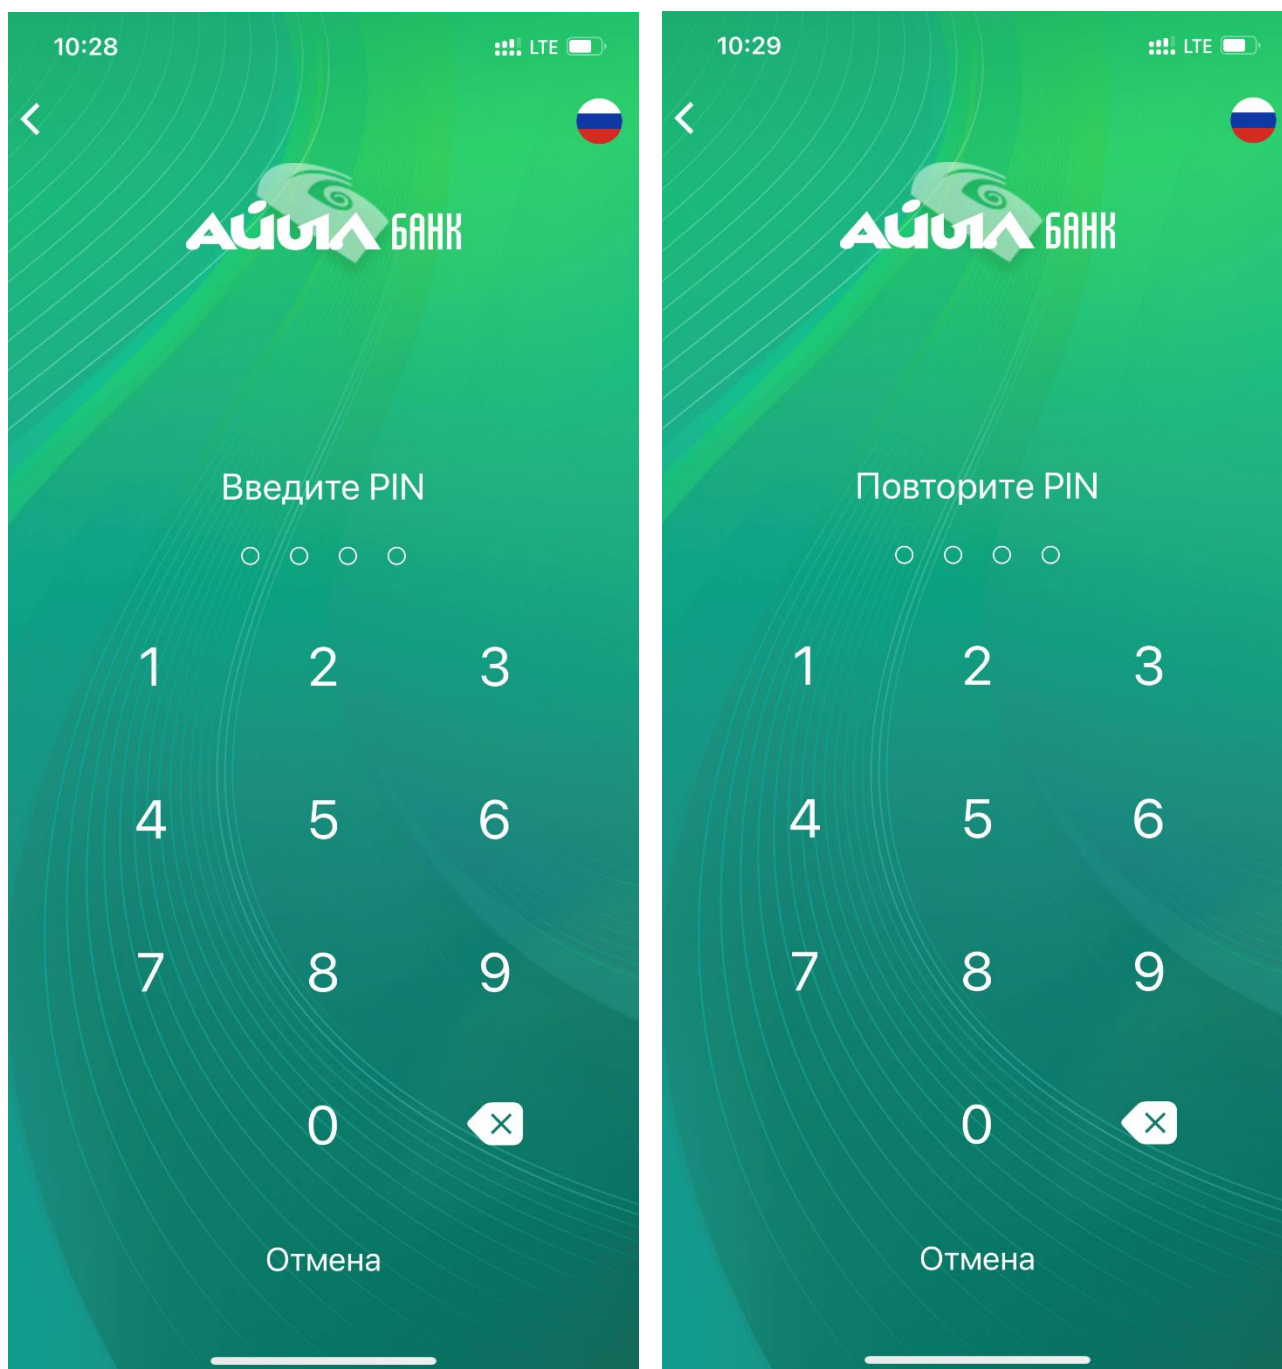 10:28
LTE
АЙЫЛ БАНК
Введите PIN
1 2 3
4 5 6
7 8 9
0
Отмена
10:29
LTE
АЙЫЛ БАНК
Повторите PIN
1 2 3
4 5 6
7 8 9
0
Отмена